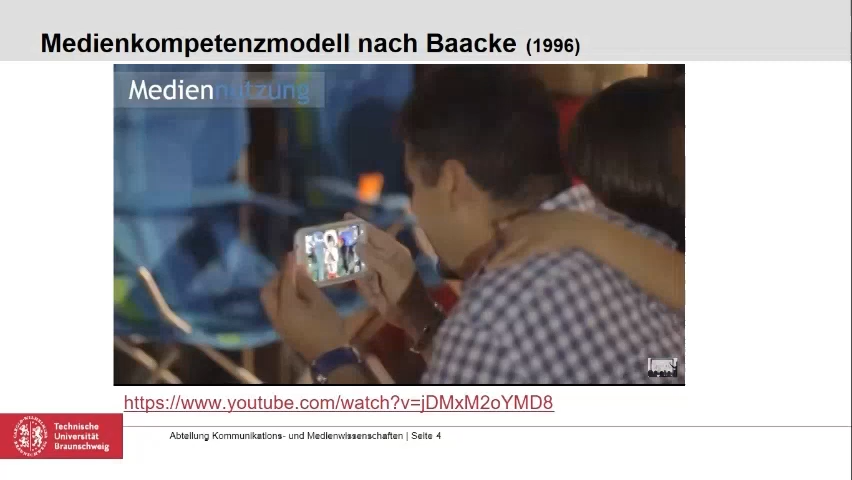 Medienkompetenzmodell nach Baacke (1996)
Mediennutzung
https://www.youtube.com/watch?v=jDMxM2oYMD8
Technische
Universität
Braunschweig
Abteilung Kommunikations- und Medienwissenschaften | Seite 4